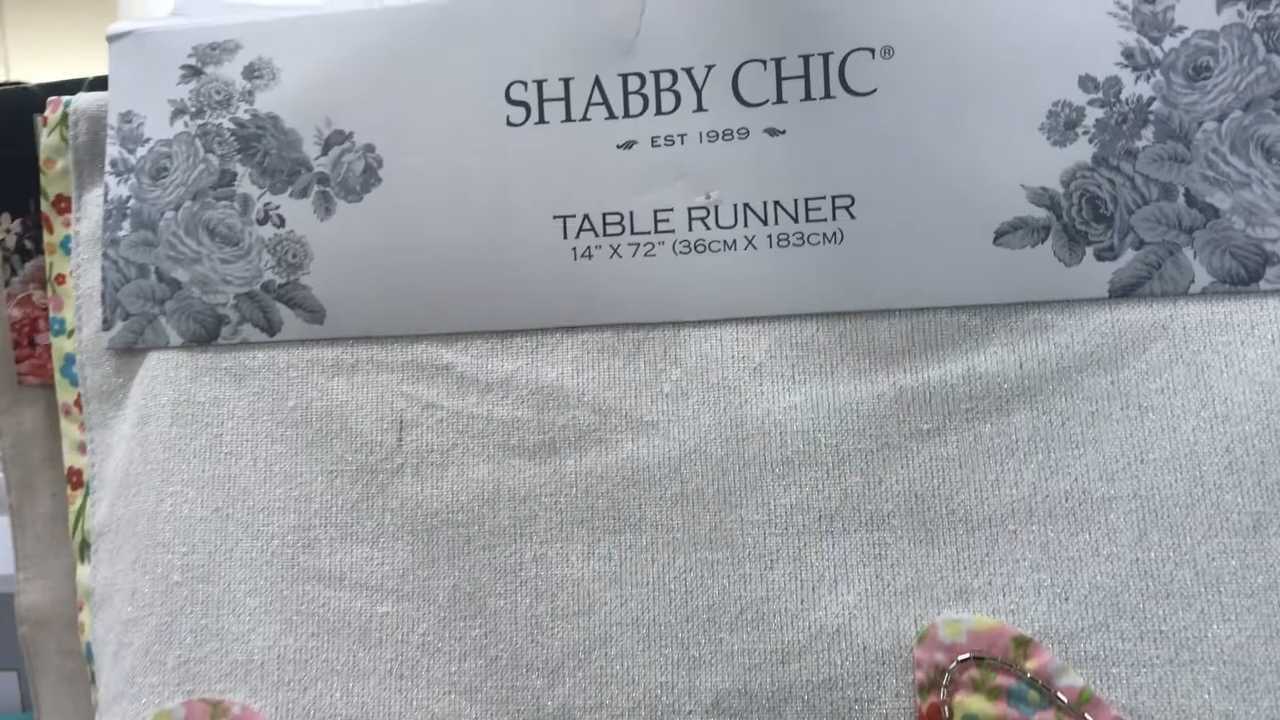 SHABBY CHIC®
EST 1989
TABLE RUNNER
14" X 72" (36CM X 183CM)